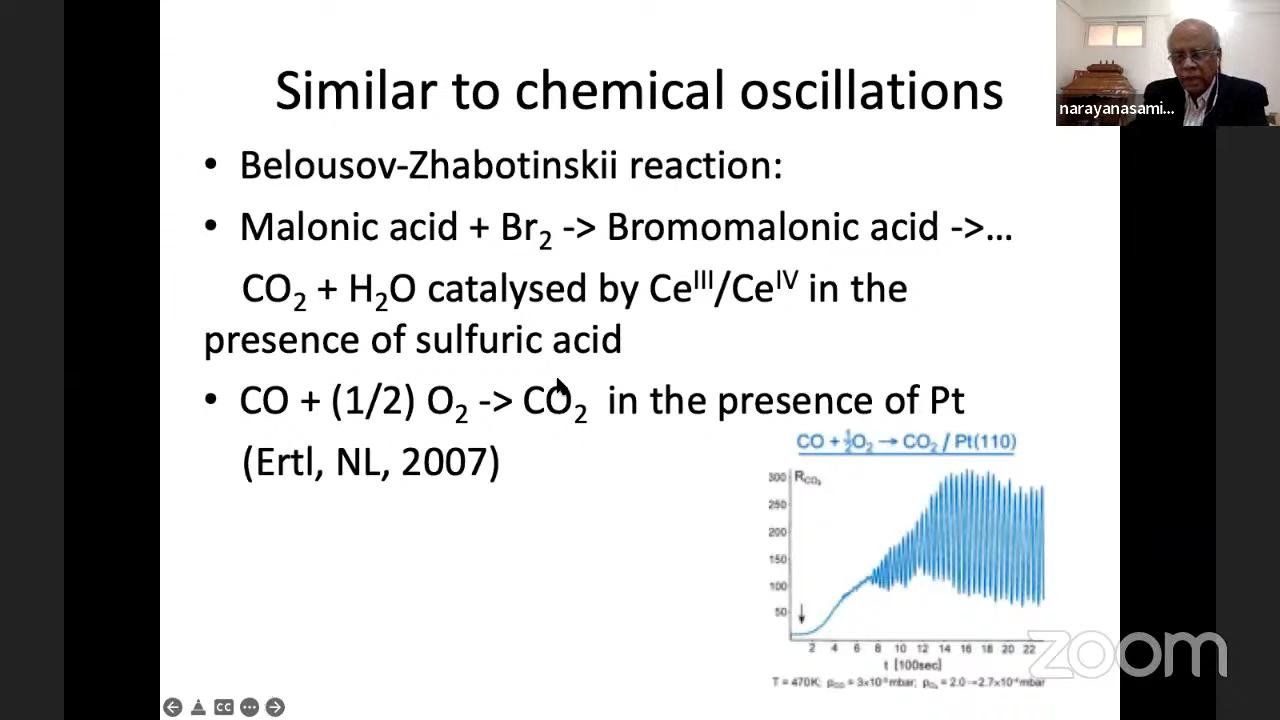 Similar to chemical oscillations
narayanasami...
• Belousov-Zhabotinskii reaction:
• Malonic acid + Br₂ -> Bromomalonic acid ->...
CO₂ + H₂O catalysed by Ceᴵᴵᴵ/Ceᴵⱽ in the
presence of sulfuric acid
• CO + (1/2) O₂ -> CO₂ in the presence of Pt
(Ertl, NL, 2007)
CO + ½O₂ → CO₂ / Pt(110)
R CO₂
300
250
200
150
100
50
2 4 6 8 10 12 14 16 18 20 22
t [100sec]
T = 470K;
zoom
CC